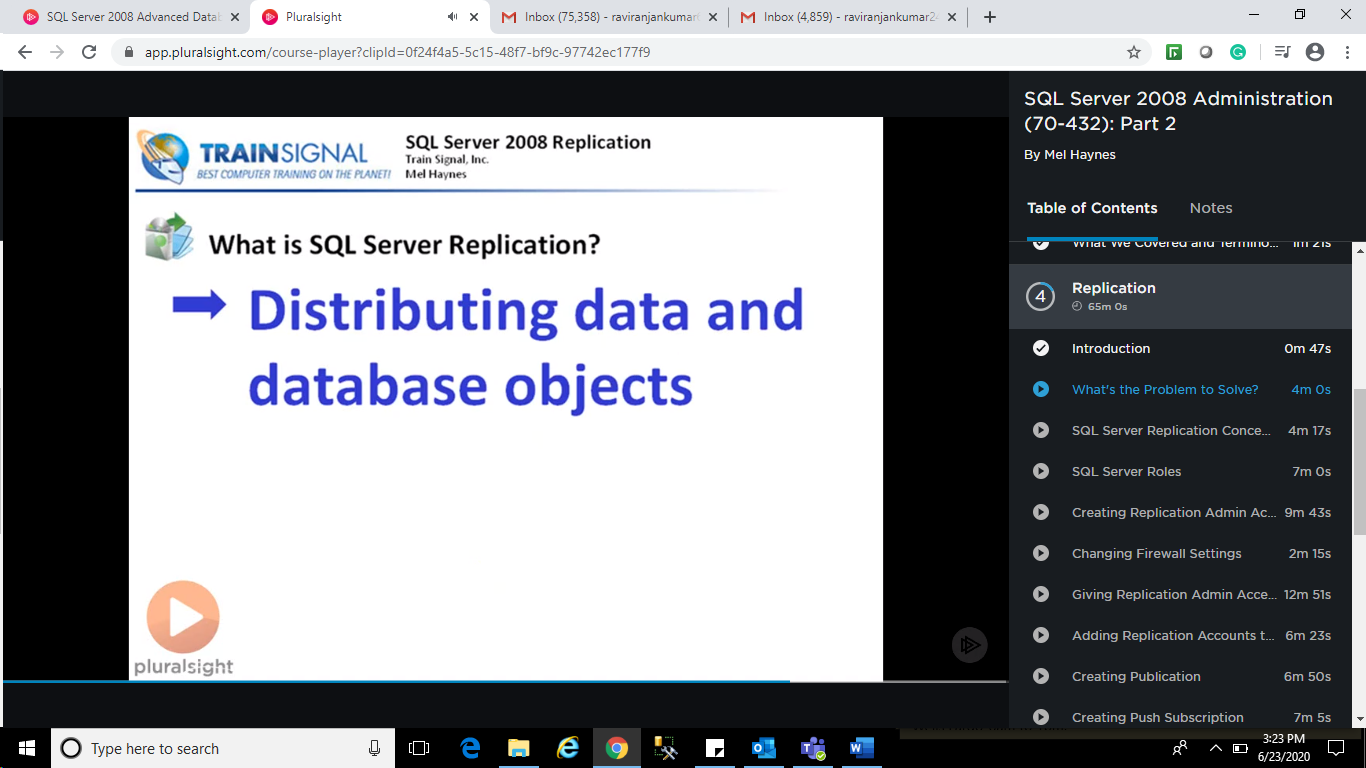 SQL Server 2008 Advanced Datab
Pluralsight
Inbox (75,358) - raviranjankumar
Inbox (4,859) - raviranjankumar2
app.pluralsight.com/course-player?clipId=0f24f4a5-5c15-48f7-bf9c-97742ec177f9
TRAINSIGNAL
BEST COMPUTER TRAINING ON THE PLANET!
SQL Server 2008 Replication
Train Signal, Inc.
Mel Haynes
What is SQL Server Replication?
Distributing data and
database objects
pluralsight
SQL Server 2008 Administration
(70-432): Part 2
By Mel Haynes
Table of Contents
Notes
What We Covered and Termino... 1m 21s
4
Replication
65m 0s
Introduction 0m 47s
What's the Problem to Solve? 4m 0s
SQL Server Replication Conce... 4m 17s
SQL Server Roles 7m 0s
Creating Replication Admin Ac... 9m 43s
Changing Firewall Settings 2m 15s
Giving Replication Admin Acce... 12m 51s
Adding Replication Accounts t... 6m 23s
Creating Publication 6m 50s
Creating Push Subscription 7m 5s
Type here to search
3:23 PM
6/23/2020